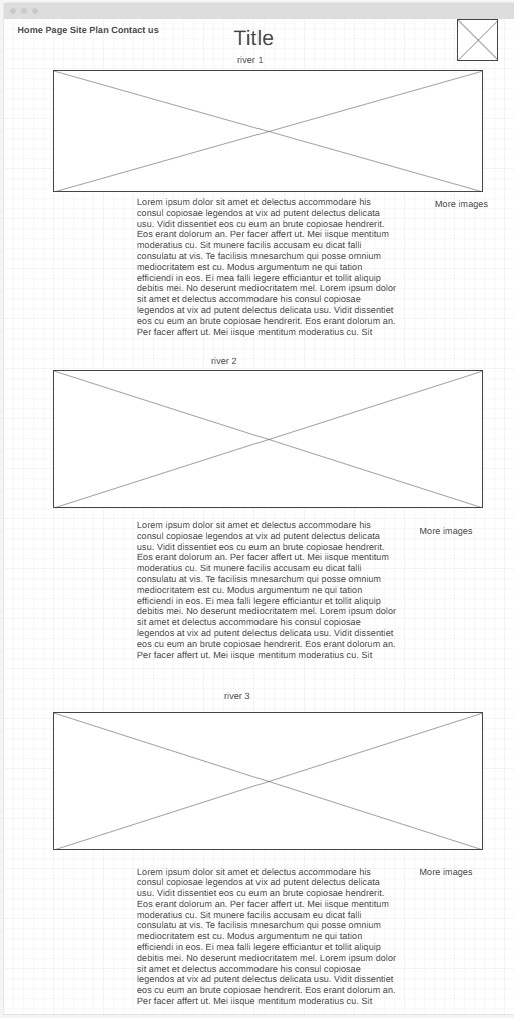 Home Page Site Plan Contact us
Title
river 1
Lorem ipsum dolor sit amet et delectus accommodare his
consul copiosae legendos at vix ad putent delectus delicata
usu. Vidit dissentiet eos cu eum an brute copiosae hendrerit.
Eos erant dolorum an. Per facer affert ut. Mei iisque mentitum
moderatius cu. Sit munere facilis accusam eu dicat falli
consulatu at vix. Te facilisis mnesarchum qui posse omnium
mediocritatem est cu. Modus argumentum ne qui tation
efficiendi in eos. Ei mea falli legere efficiantur et tollit aliquip
debitis mei. No deserunt mediocritatem mel. Lorem ipsum dolor
sit amet et delectus accommodare his consul copiosae
legendos at vix ad putent delectus delicata usu. Vidit dissentiet
eos cu eum an brute copiosae hendrerit. Eos erant dolorum an.
Per facer affert ut. Mei iisque mentitum moderatius cu. Sit
More images
river 2
Lorem ipsum dolor sit amet et delectus accommodare his
consul copiosae legendos at vix ad putent delectus delicata
usu. Vidit dissentiet eos cu eum an brute copiosae hendrerit.
Eos erant dolorum an. Per facer affert ut. Mei iisque mentitum
moderatius cu. Sit munere facilis accusam eu dicat falli
consulatu at vix. Te facilisis mnesarchum qui posse omnium
mediocritatem est cu. Modus argumentum ne qui tation
efficiendi in eos. Ei mea falli legere efficiantur et tollit aliquip
debitis mei. No deserunt mediocritatem mel. Lorem ipsum dolor
sit amet et delectus accommodare his consul copiosae
legendos at vix ad putent delectus delicata usu. Vidit dissentiet
eos cu eum an brute copiosae hendrerit. Eos erant dolorum an.
Per facer affert ut. Mei iisque mentitum moderatius cu. Sit
More images
river 3
Lorem ipsum dolor sit amet et delectus accommodare his
consul copiosae legendos at vix ad putent delectus delicata
usu. Vidit dissentiet eos cu eum an brute copiosae hendrerit.
Eos erant dolorum an. Per facer affert ut. Mei iisque mentitum
moderatius cu. Sit munere facilis accusam eu dicat falli
consulatu at vix. Te facilisis mnesarchum qui posse omnium
mediocritatem est cu. Modus argumentum ne qui tation
efficiendi in eos. Ei mea falli legere efficiantur et tollit aliquip
debitis mei. No deserunt mediocritatem mel. Lorem ipsum dolor
sit amet et delectus accommodare his consul copiosae
legendos at vix ad putent delectus delicata usu. Vidit dissentiet
eos cu eum an brute copiosae hendrerit. Eos erant dolorum an.
Per facer affert ut. Mei iisque mentitum moderatius cu. Sit
More images